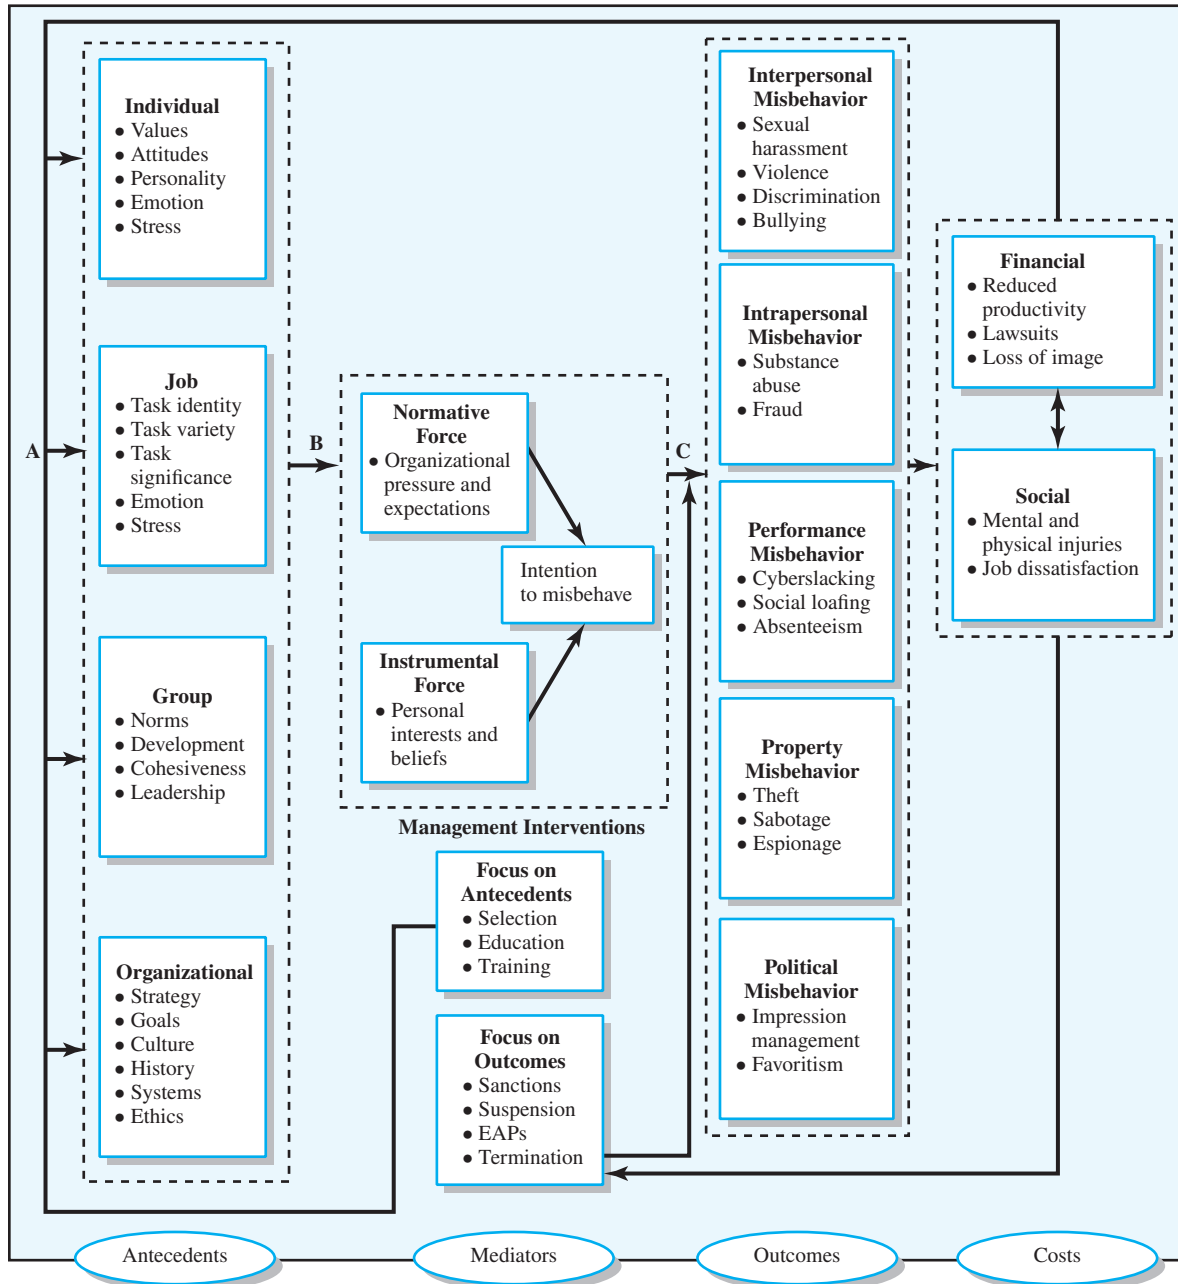 A
Individual
● Values
● Attitudes
● Personality
● Emotion
● Stress
Job
● Task identity
● Task variety
● Task
significance
● Emotion
● Stress
Group
● Norms
● Development
● Cohesiveness
● Leadership
Organizational
● Strategy
● Goals
● Culture
● History
● Systems
● Ethics
B
Normative
Force
● Organizational
pressure and
expectations
Intention
to misbehave
Instrumental
Force
● Personal
interests and
beliefs
Management Interventions
Focus on
Antecedents
● Selection
● Education
● Training
Focus on
Outcomes
● Sanctions
● Suspension
● EAPs
● Termination
C
Interpersonal
Misbehavior
● Sexual
harassment
● Violence
● Discrimination
● Bullying
Intrapersonal
Misbehavior
● Substance
abuse
● Fraud
Performance
Misbehavior
● Cyberslacking
● Social loafing
● Absenteeism
Property
Misbehavior
● Theft
● Sabotage
● Espionage
Political
Misbehavior
● Impression
management
● Favoritism
Financial
● Reduced
productivity
● Lawsuits
● Loss of image
Social
● Mental and
physical injuries
● Job dissatisfaction
Antecedents
Mediators
Outcomes
Costs